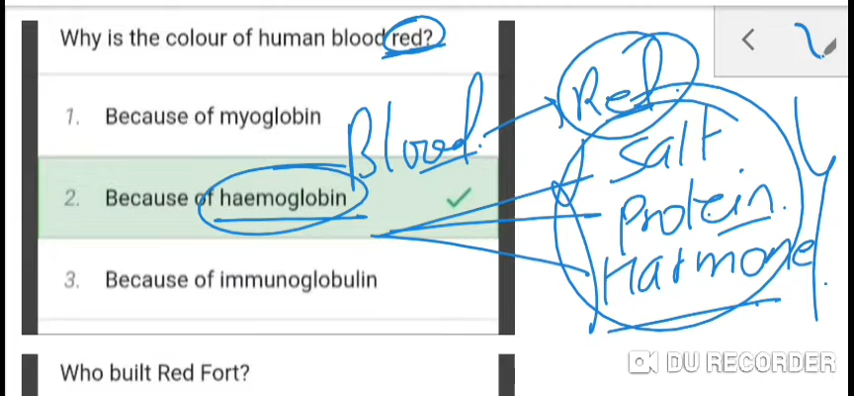 Why is the colour of human blood red?
1. Because of myoglobin
2. Because of haemoglobin
3. Because of immunoglobulin
Who built Red Fort?
Blood
Red
Salt
Protein.
Harmone
DU RECORDER